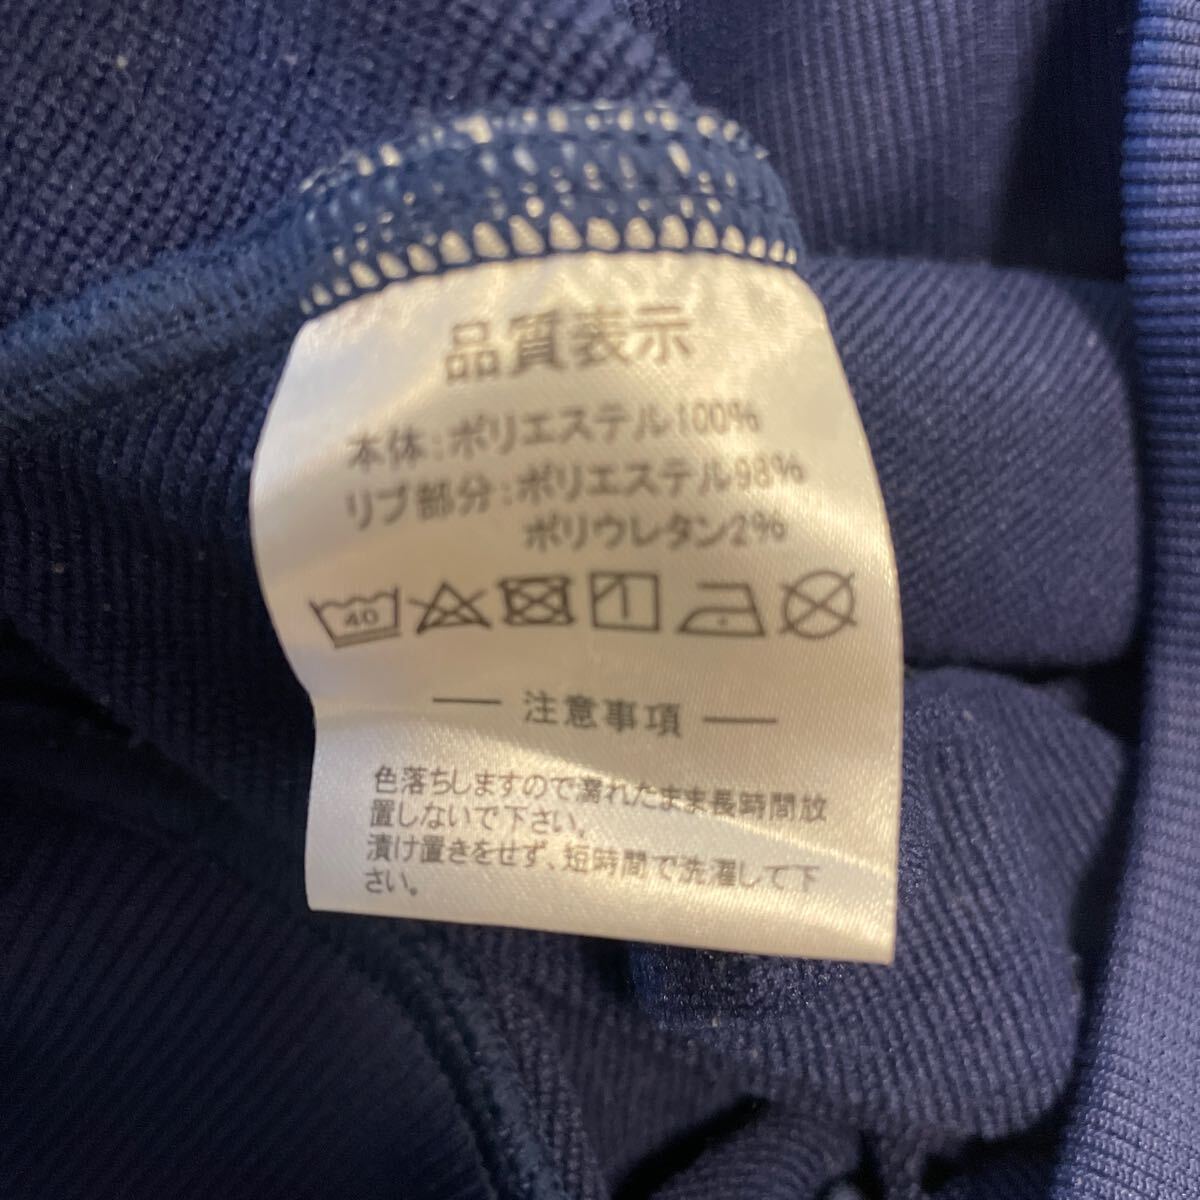 品質表示
本体:ポリエステル100%
リブ部分:ポリエステル98%
ポリウレタン2%
40
注意事項
色落ちしますので濡れたまま長時間放
置しないで下さい。
漬け置きをせず、短時間で洗濯して下
さい。